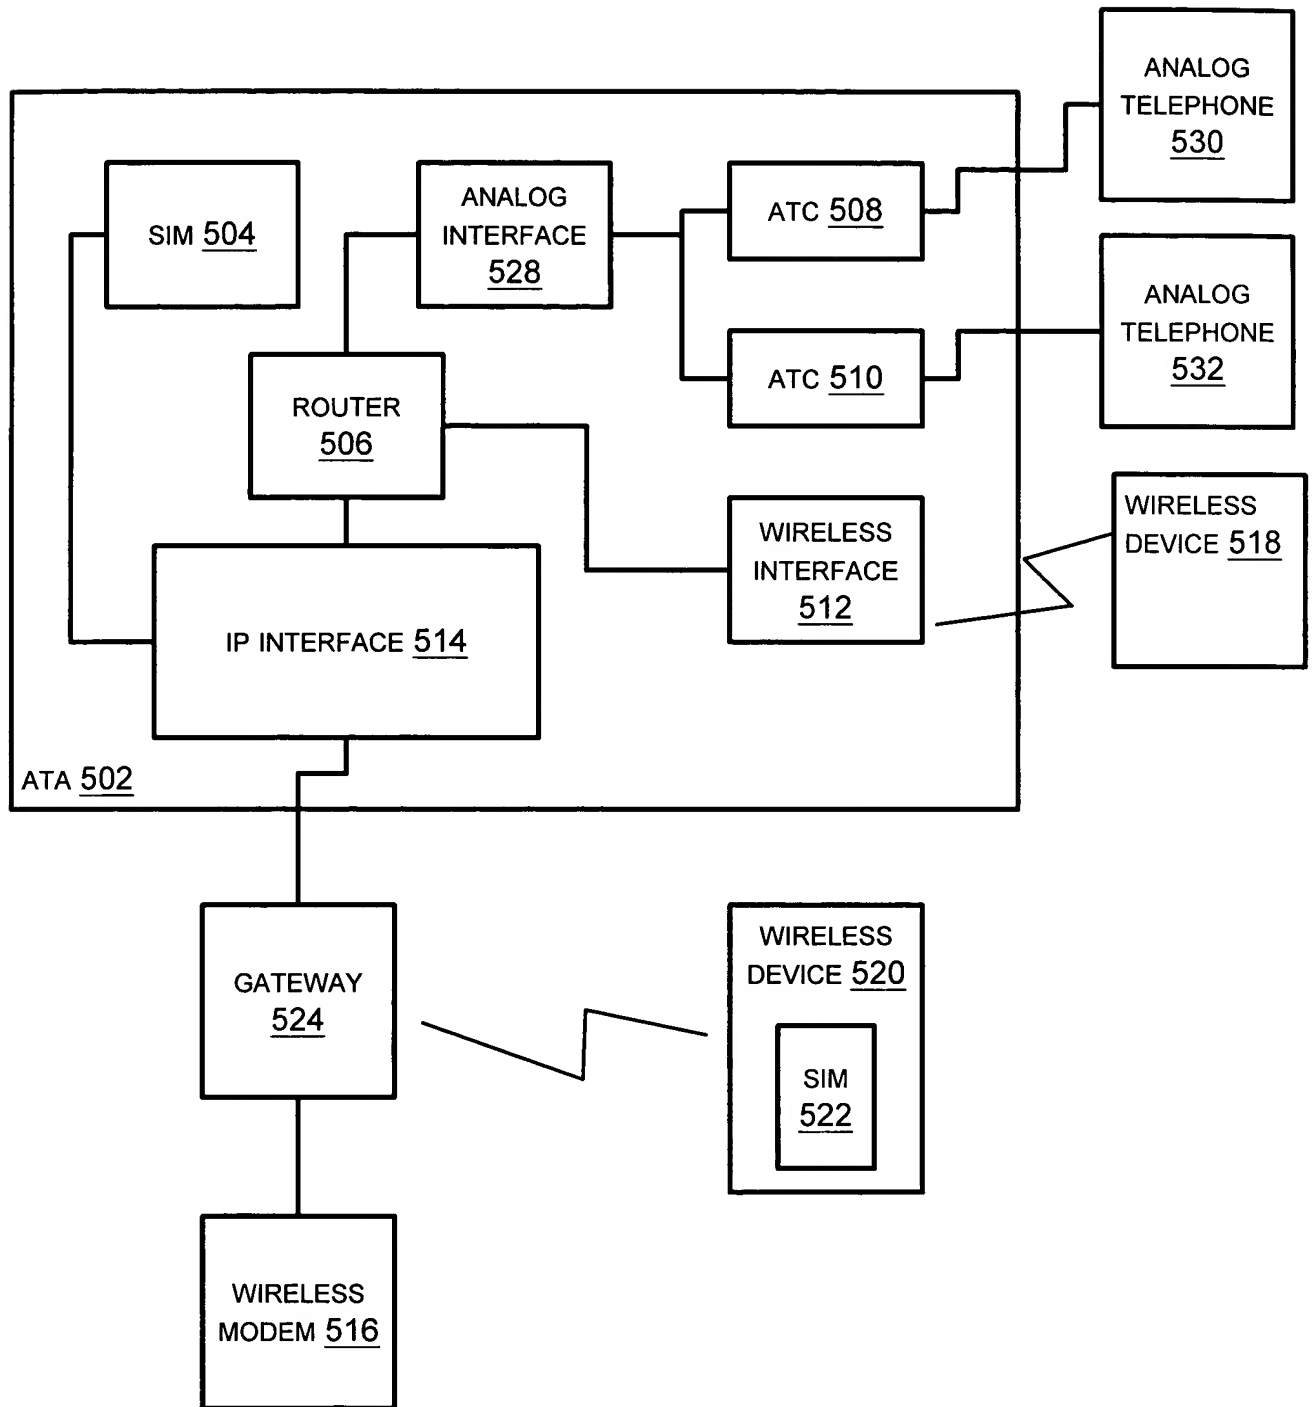 ANALOG
TELEPHONE
530
SIM 504
ANALOG
INTERFACE
528
ATC 508
ANALOG
TELEPHONE
532
ATC 510
ROUTER
506
WIRELESS
INTERFACE
512
WIRELESS
DEVICE 518
IP INTERFACE 514
ATA 502
GATEWAY
524
WIRELESS
DEVICE 520
SIM
522
WIRELESS
MODEM 516